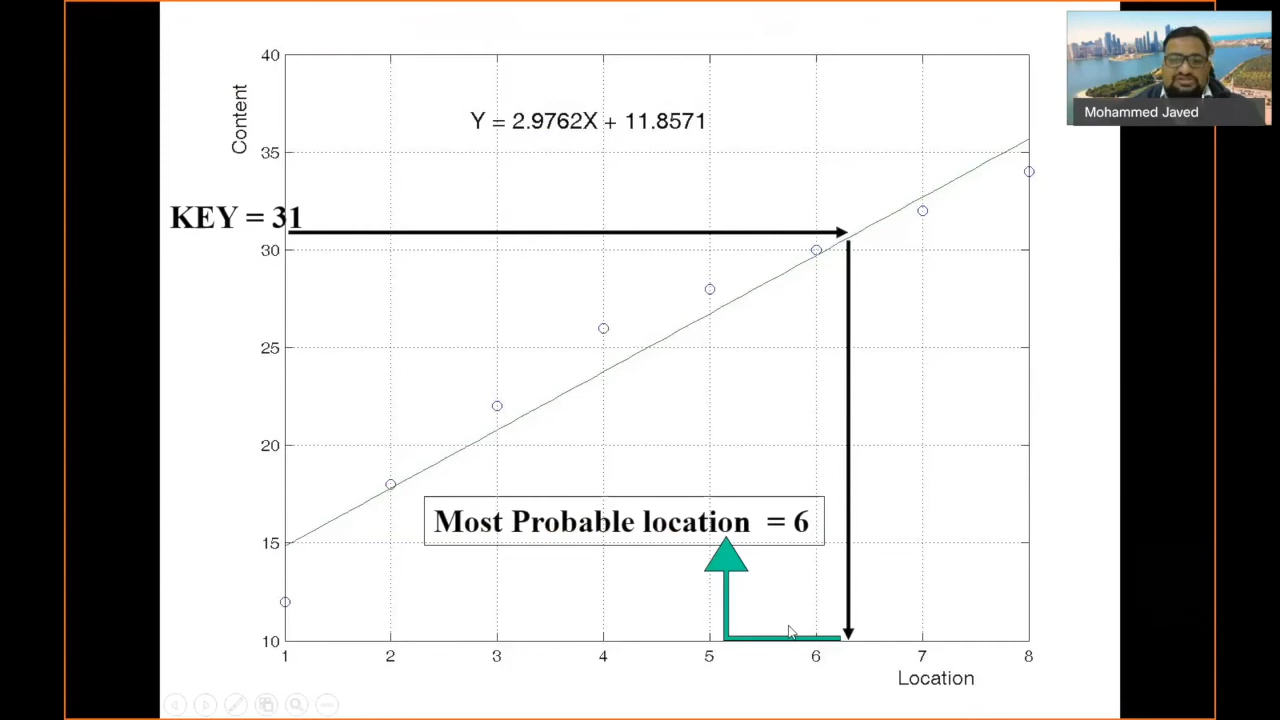 Mohammed Javed
40
Content
Y = 2.9762X + 11.8571
35
KEY = 31
30
25
20
Most Probable location = 6
15
10
1 2 3 4 5 6 7 8
Location